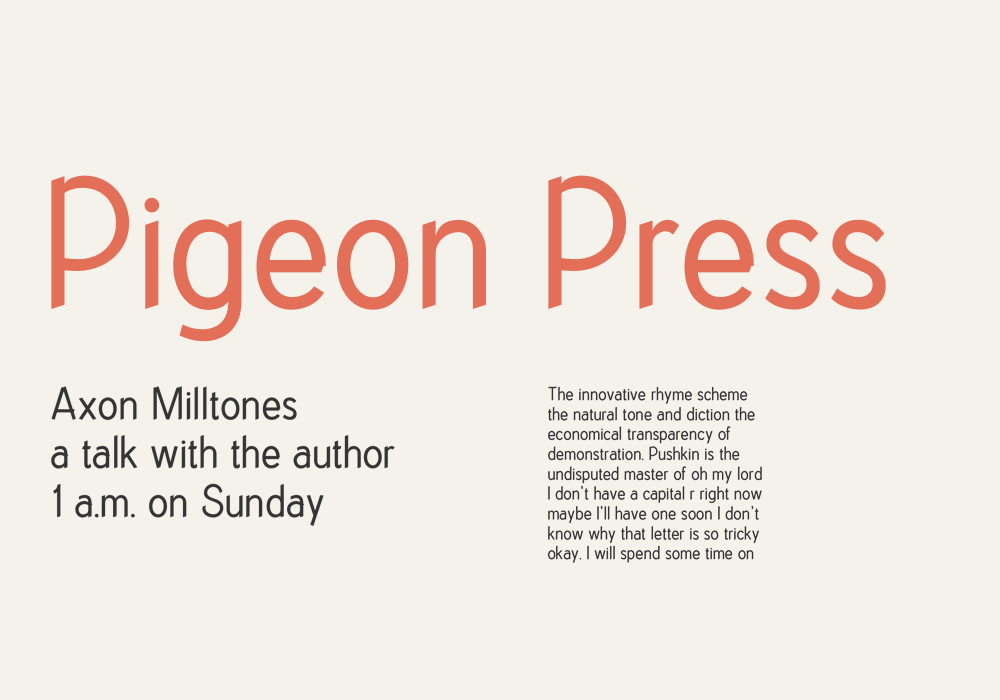 Pigeon Press
Axon Milltones
a talk with the author
1 a.m. on Sunday
The innovative rhyme scheme
the natural tone and diction the
economical transparency of
demonstration. Pushkin is the
undisputed master of oh my lord
I don't have a capital r right now
maybe I'll have one soon I don't
know why that letter is so tricky
okay. I will spend some time on